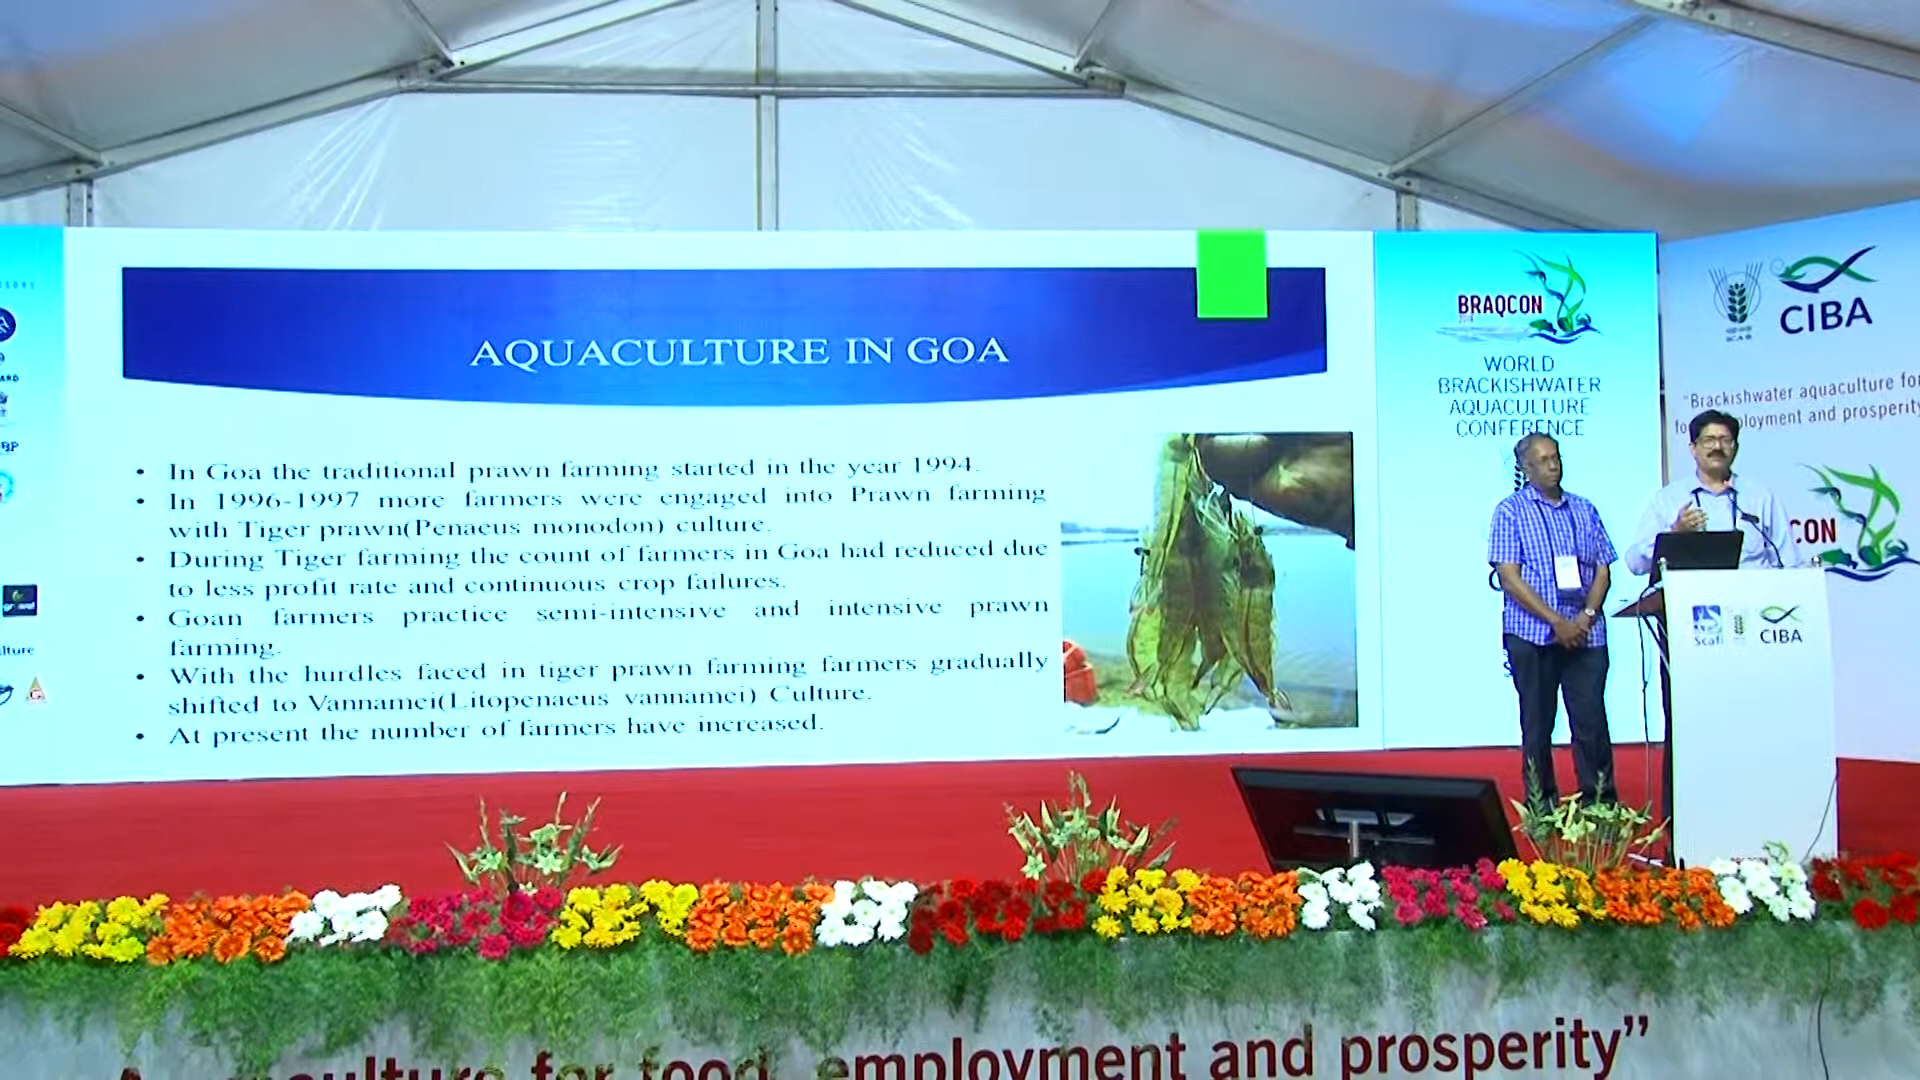 AQUACULTURE IN GOA
• In Goa the traditional prawn farming started in the year 1994.
• In 1996-1997 more farmers were engaged into Prawn farming
with Tiger prawn(Penaeus monodon) culture.
• During Tiger farming the count of farmers in Goa had reduced due
to less profit rate and continuous crop failures.
• Goan farmers practice semi-intensive and intensive prawn
farming.
• With the hurdles faced in tiger prawn farming farmers gradually
shifted to Vannamei(Litopenaeus vannamei) Culture.
• At present the number of farmers have increased.
BRAQCON
WORLD
BRACKISHWATER
AQUACULTURE
CONFERENCE
CIBA
"Brackishwater aquaculture for
and prosperity
CON
Scafi
CIBA
for food, employment and prosperity”